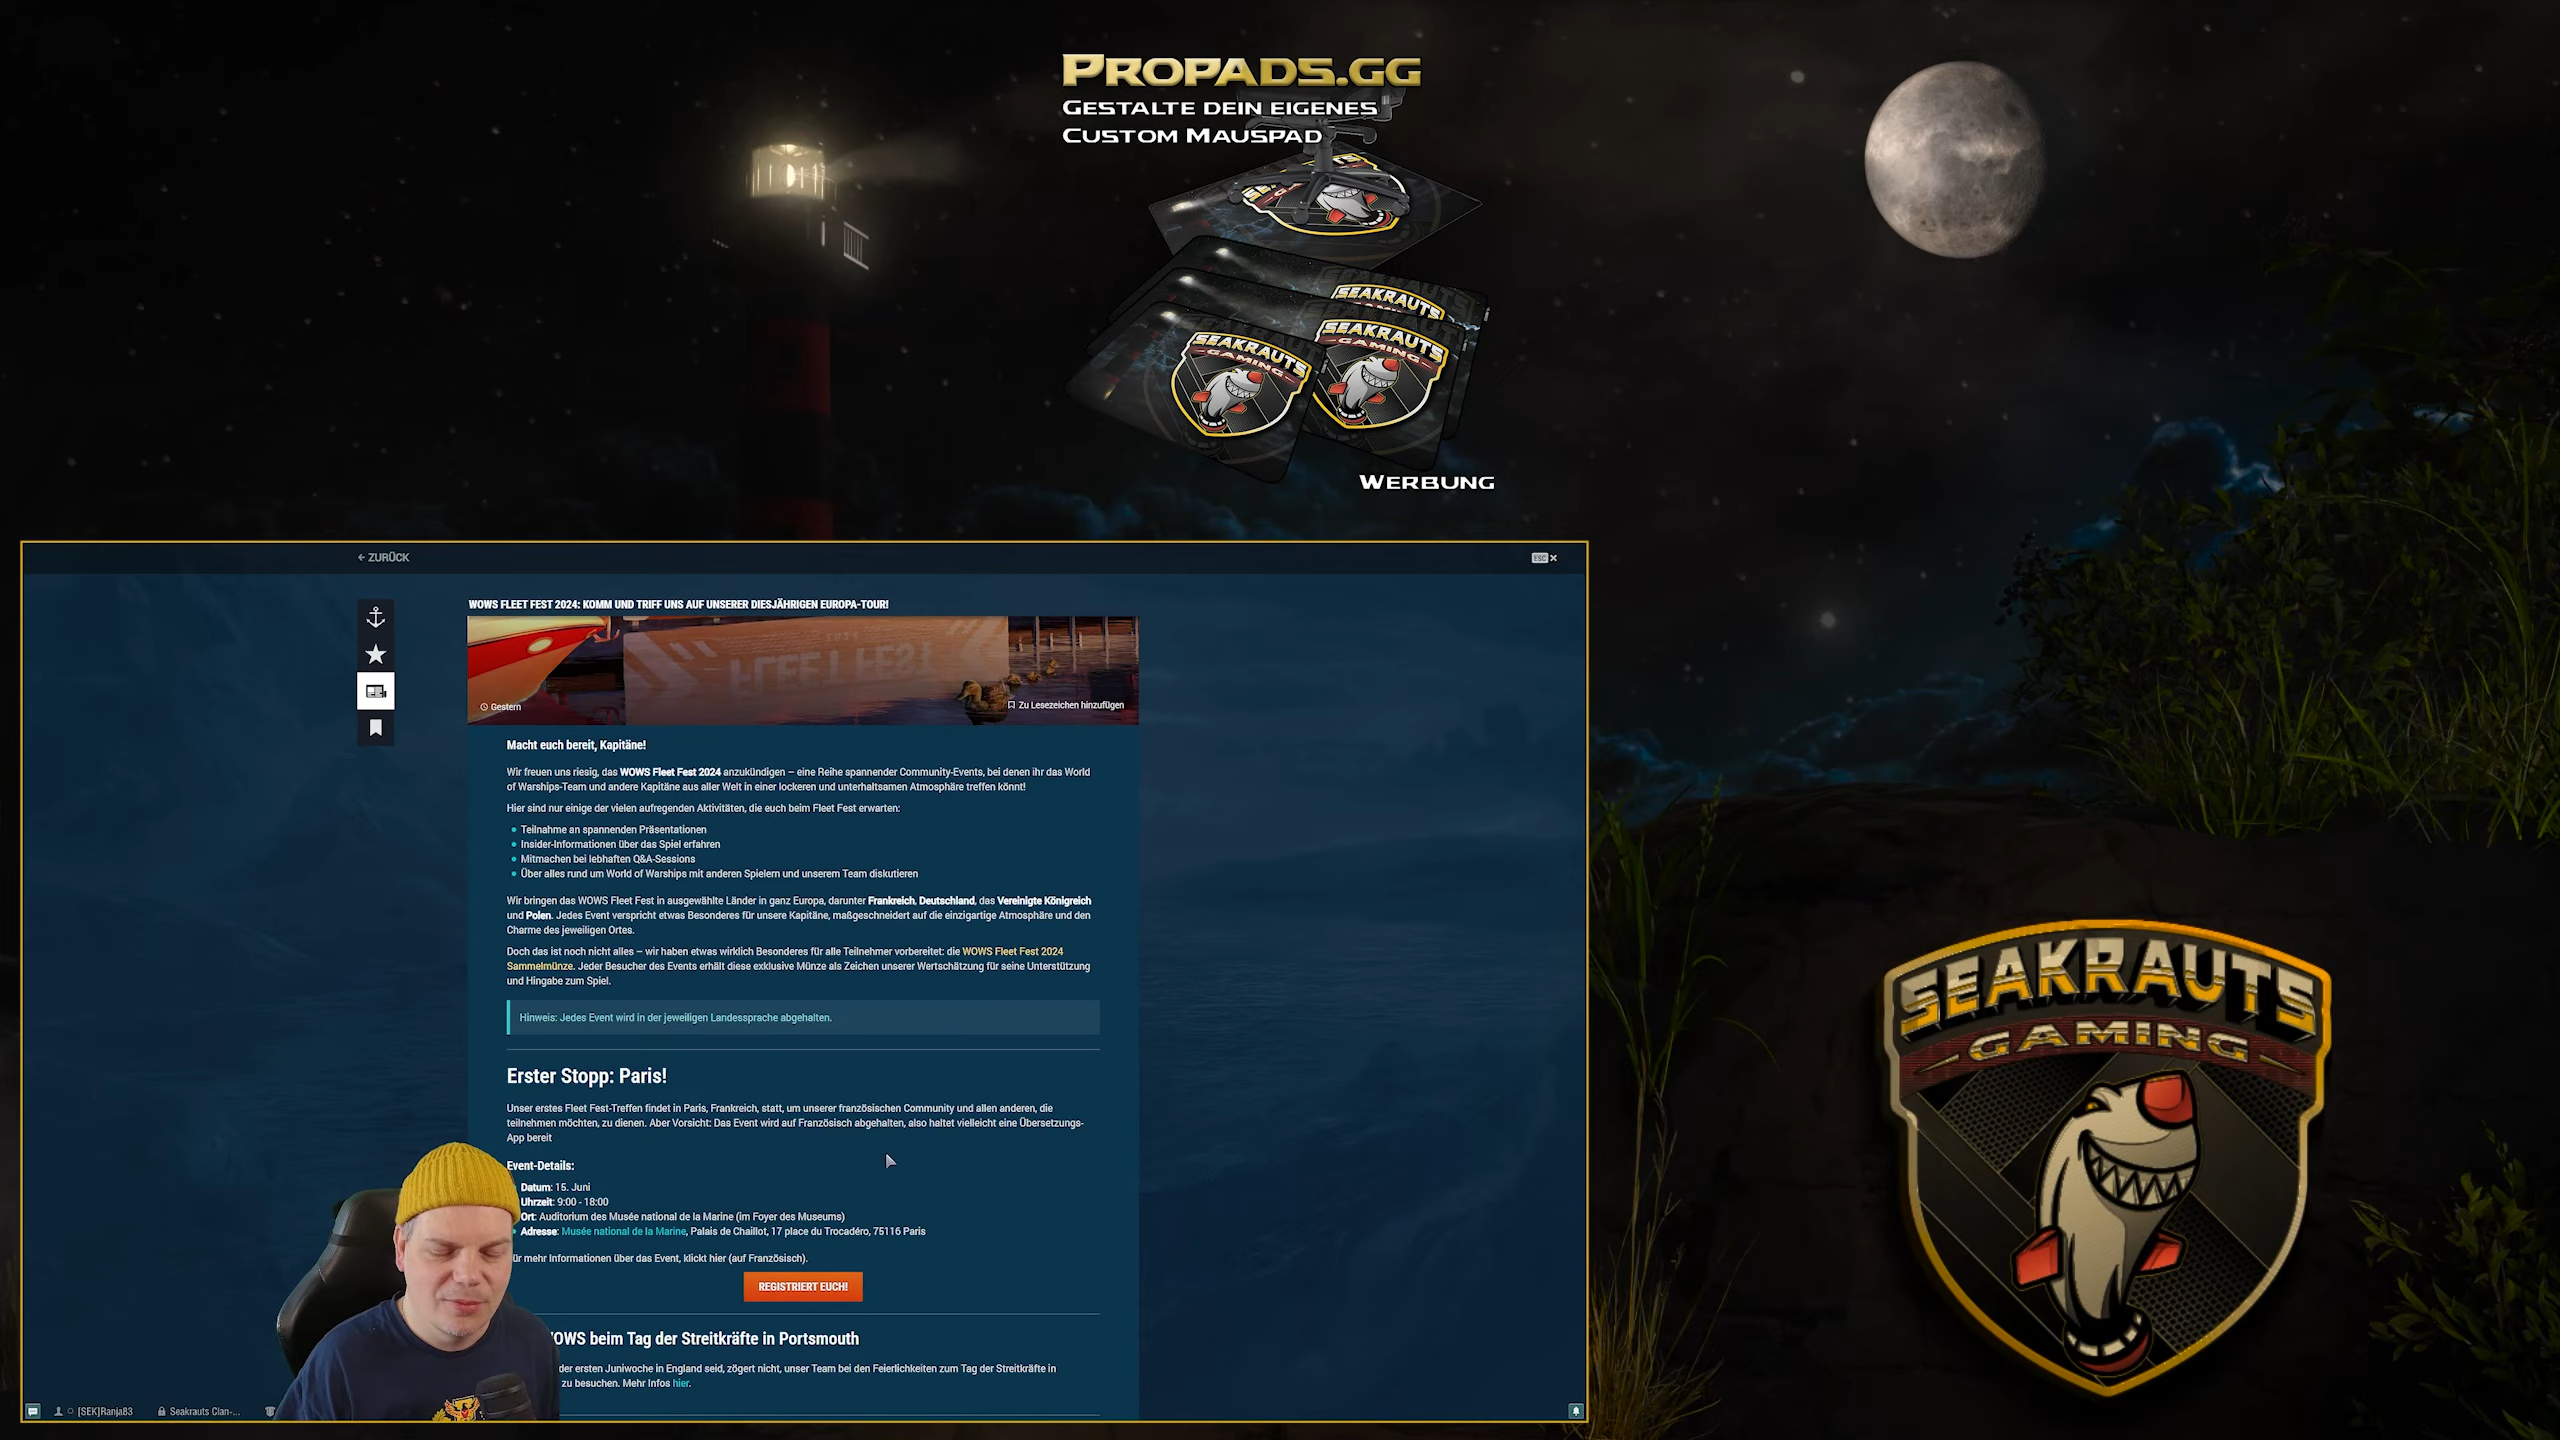 PROPADS.GG
GESTALTE DEIN EIGENES
CUSTOM MAUSPAD
SEAKRAUTS
SEAKRAUTS
GAMING
SEAKRAUTS
GAMING
WERBUNG
← ZURÜCK
ESC ×
WOWS FLEET FEST 2024: KOMM UND TRIFF UNS AUF UNSERER DIESJÄHRIGEN EUROPA-TOUR!
2024
FLEET FEST
Gestern
Zu Lesezeichen hinzufügen
Macht euch bereit, Kapitäne!
Wir freuen uns riesig, das WOWS Fleet Fest 2024 anzukündigen – eine Reihe spannender Community-Events, bei denen ihr das World
of Warships-Team und andere Kapitäne aus aller Welt in einer lockeren und unterhaltsamen Atmosphäre treffen könnt!
Hier sind nur einige der vielen aufregenden Aktivitäten, die euch beim Fleet Fest erwarten:
• Teilnahme an spannenden Präsentationen
• Insider-Informationen über das Spiel erfahren
• Mitmachen bei lebhaften Q&A-Sessions
• Über alles rund um World of Warships mit anderen Spielern und unserem Team diskutieren
Wir bringen das WOWS Fleet Fest in ausgewählte Länder in ganz Europa, darunter Frankreich, Deutschland, das Vereinigte Königreich
und Polen. Jedes Event verspricht etwas Besonderes für unsere Kapitäne, maßgeschneidert auf die einzigartige Atmosphäre und den
Charme des jeweiligen Ortes.
Doch das ist noch nicht alles – wir haben etwas wirklich Besonderes für alle Teilnehmer vorbereitet: die WOWS Fleet Fest 2024
Sammelmünze. Jeder Besucher des Events erhält diese exklusive Münze als Zeichen unserer Wertschätzung für seine Unterstützung
und Hingabe zum Spiel.
Hinweis: Jedes Event wird in der jeweiligen Landessprache abgehalten.
Erster Stopp: Paris!
Unser erstes Fleet Fest-Treffen findet in Paris, Frankreich, statt, um unserer französischen Community und allen anderen, die
teilnehmen möchten, zu dienen. Aber Vorsicht: Das Event wird auf Französisch abgehalten, also haltet vielleicht eine Übersetzungs-
App bereit
Event-Details:
Datum: 15. Juni
Uhrzeit: 9:00 - 18:00
Ort: Auditorium des Musée national de la Marine (im Foyer des Museums)
• Adresse: Musée national de la Marine, Palais de Chaillot, 17 place du Trocadéro, 75116 Paris
ür mehr Informationen über das Event, klickt hier (auf Französisch).
REGISTRIERT EUCH!
WOWS beim Tag der Streitkräfte in Portsmouth
der ersten Juniwoche in England seid, zögert nicht, unser Team bei den Feierlichkeiten zum Tag der Streitkräfte in
zu besuchen. Mehr Infos hier.
[SEK]Ranja83
Seakrauts Clan-...
SEAKRAUTS
GAMING